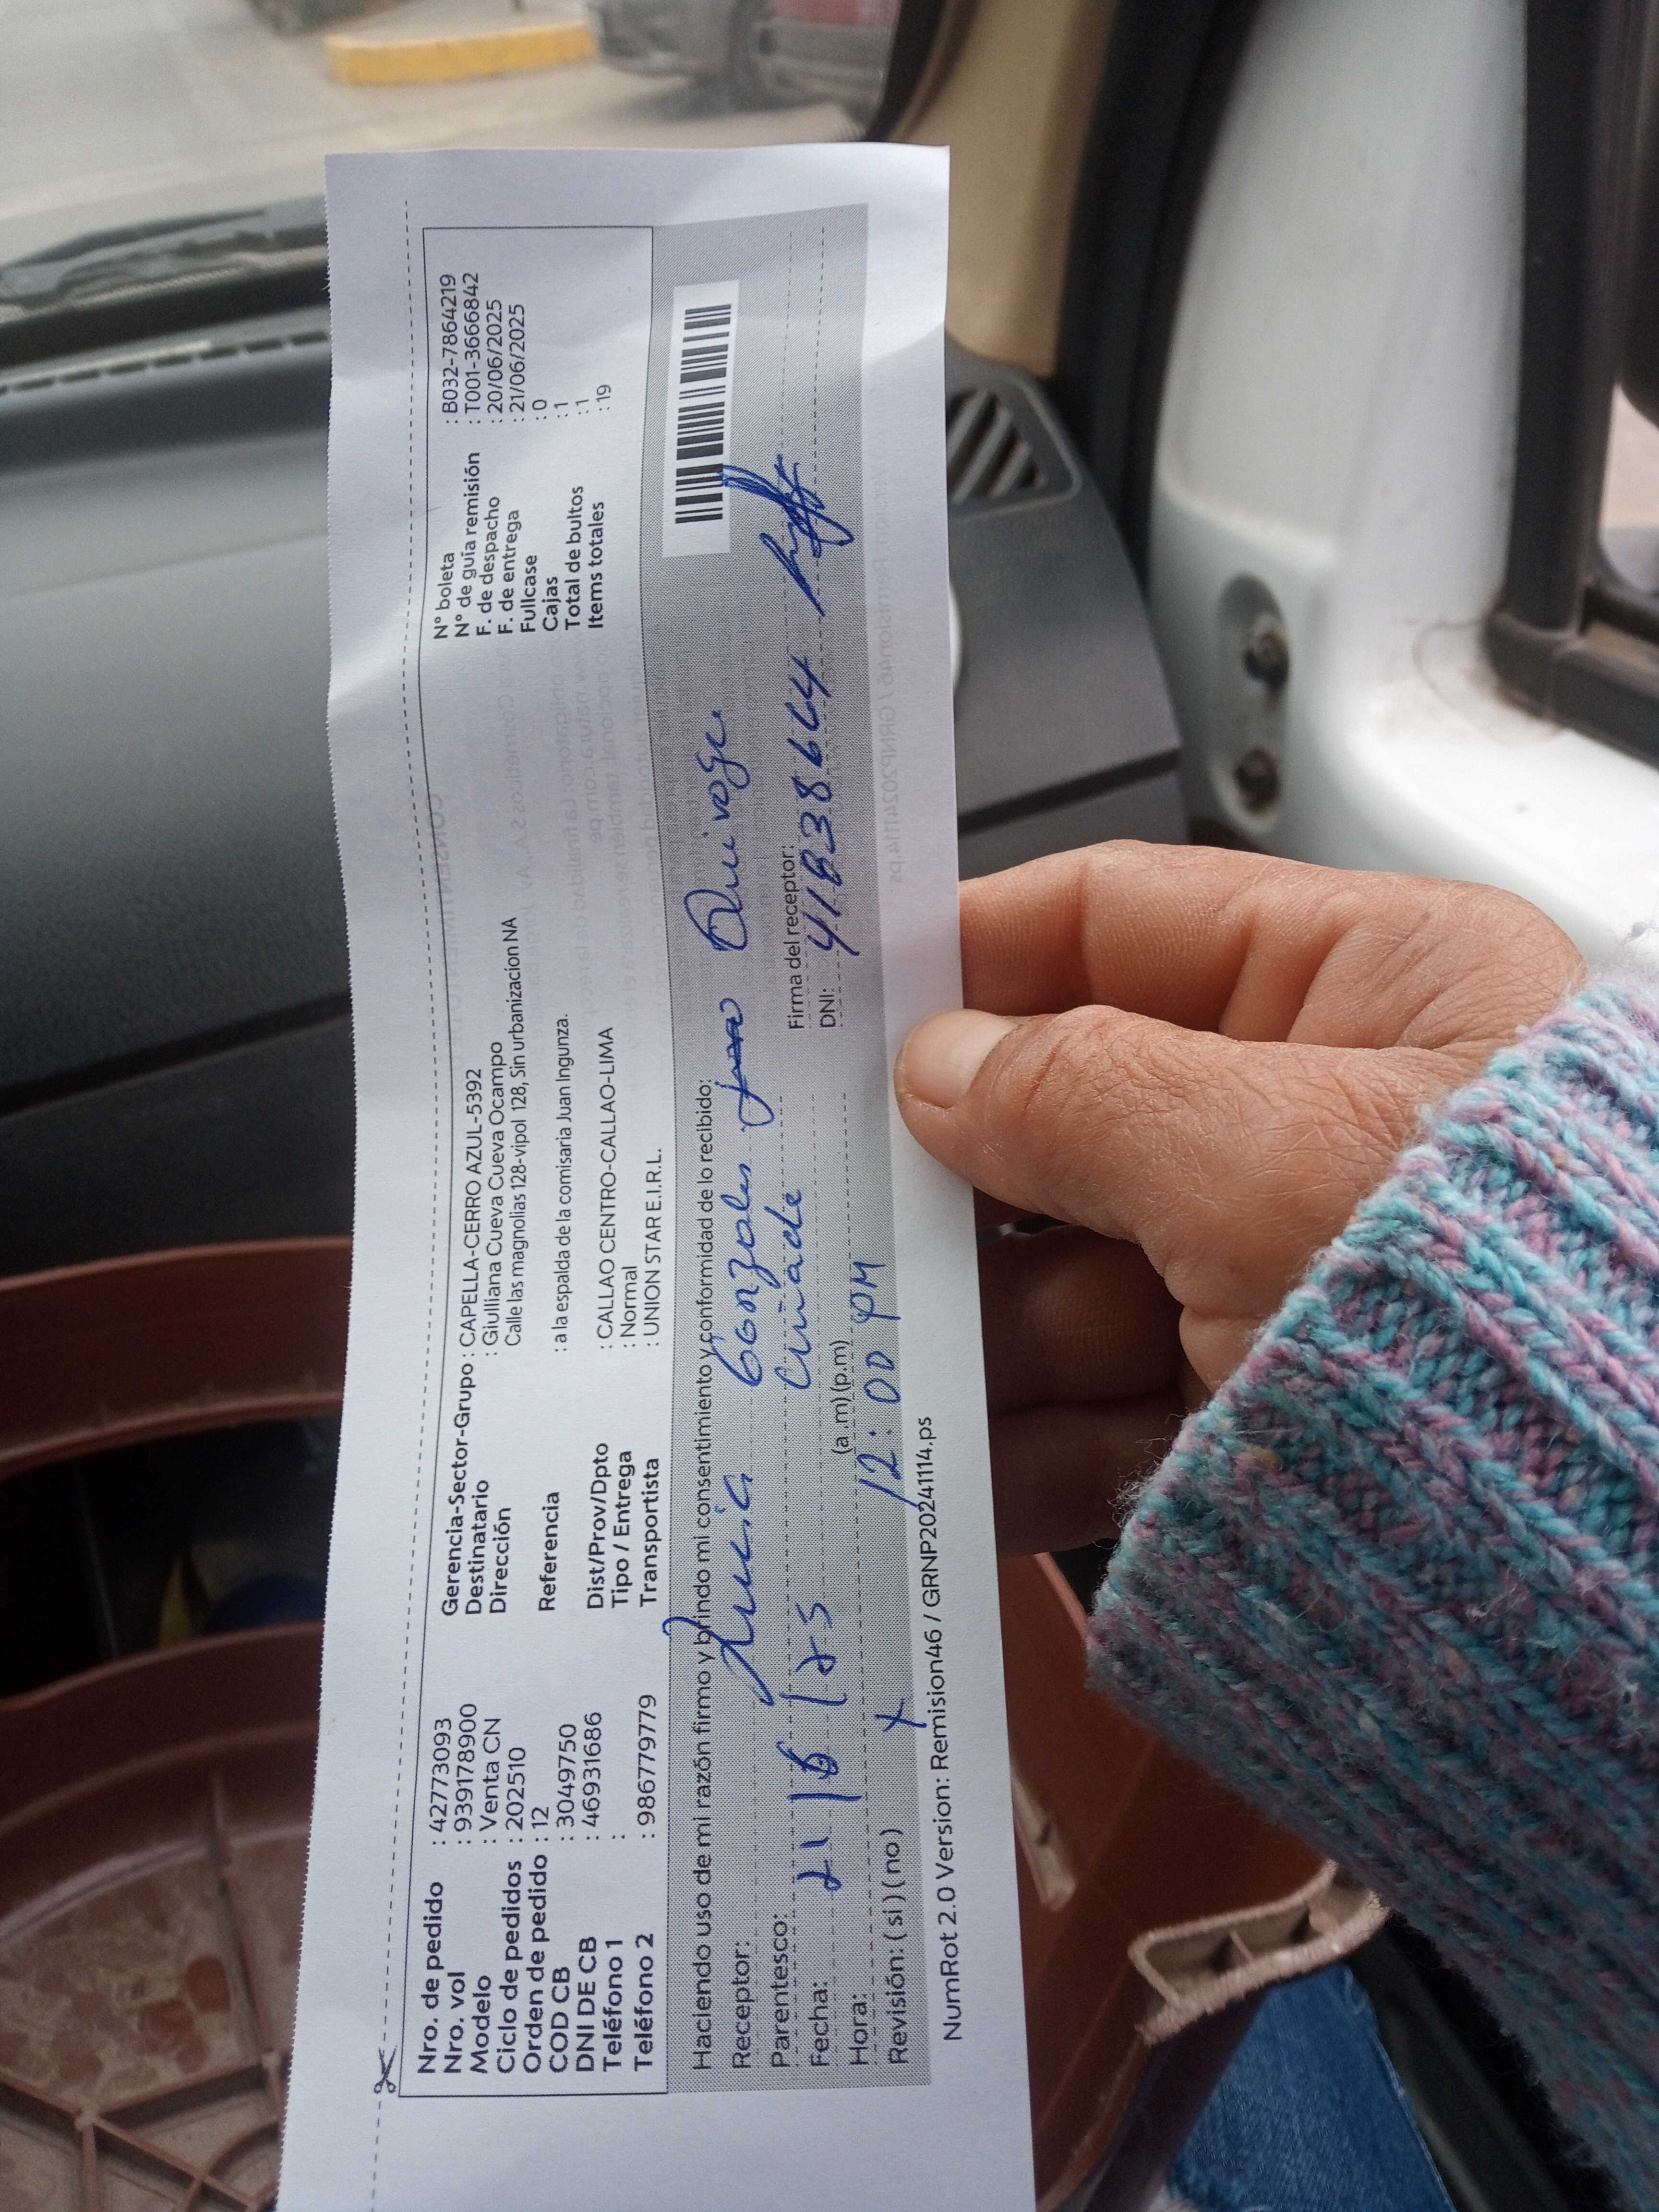 Nro. de pedido : 42773093
Nro. vol : 939178900
Modelo : Venta CN
Ciclo de pedidos : 202510
Orden de pedido : 12
COD CB : 3049750
DNI DE CB : 46931686
Teléfono 1 :
Teléfono 2 : 986779779
Gerencia-Sector-Grupo : CAPELLA-CERRO AZUL-5392
Destinatario : Giulliana Cueva Cueva Ocampo
Dirección Calle las magnolias 128-vipol 128, Sin urbanizacion NA
Referencia : a la espalda de la comisaria Juan Ingunza.
Dist/Prov/Dpto : CALLAO CENTRO-CALLAO-LIMA
Tipo / Entrega : Normal
Transportista : UNION STAR E.I.R.L.
N° boleta : B032-7864219
N° de guía remisión : T001-3666842
F. de despacho : 20/06/2025
F. de entrega : 21/06/2025
Fullcase : 0
Cajas : 1
Total de bultos : 1
Items totales : 19
Haciendo uso de mi razón firmo y brindo mi consentimiento y conformidad de lo recibido:
Receptor: Lucia Gonzales Quiroge
Parentesco: Cuñade
Fecha: 21/6/25
Hora: (a .m) (p.m) 12:00 PM
Revisión: ( si ) ( no ) x
Firma del receptor:
DNI: 41838664
NumRot 2.0 Version: Remision46 / GRNP20241114.ps